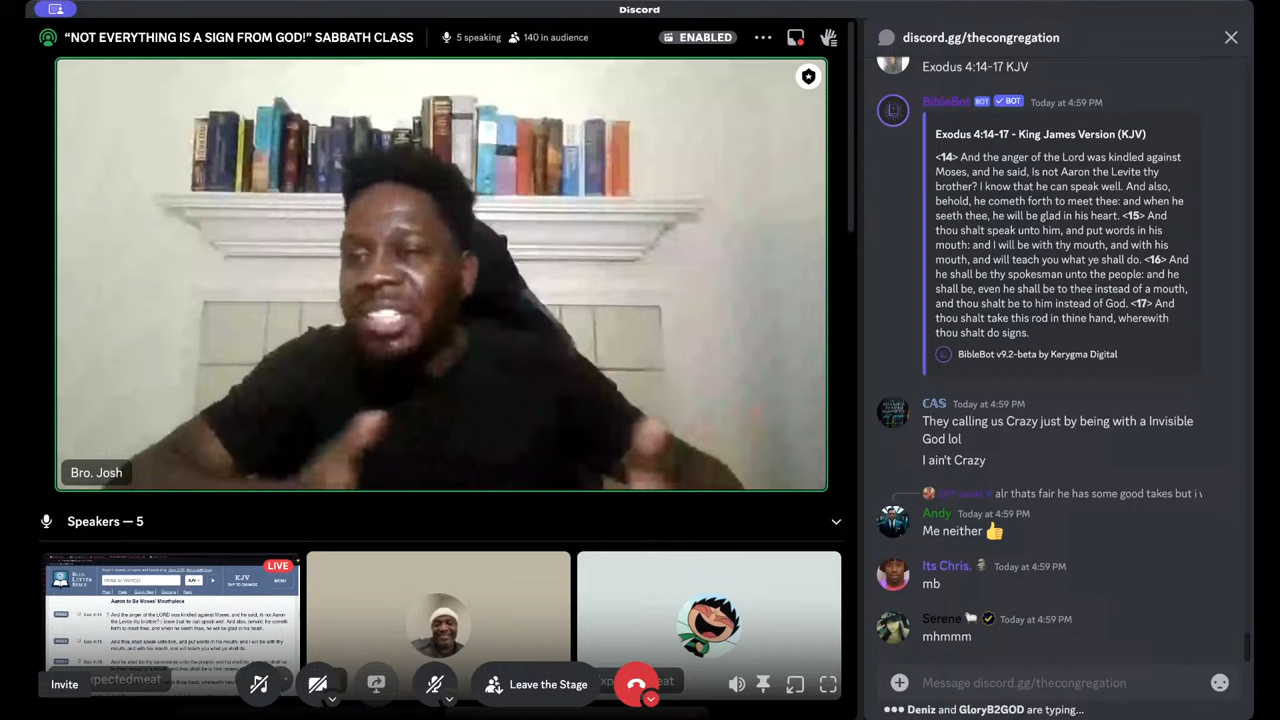 Discord
“NOT EVERYTHING IS A SIGN FROM GOD!” SABBATH CLASS
5 speaking
140 in audience
ENABLED
Bro. Josh
Speakers — 5
LIVE
BLUE LETTER BIBLE
KJV
MENU
Aaron to Be Moses' Mouthpiece
Invite
xpectedmeat
Leave the Stage
discord.gg/thecongregation
Exodus 4:14-17 KJV
BibleBot BOT ✓ BOT Today at 4:59 PM
Exodus 4:14-17 - King James Version (KJV)
<14> And the anger of the Lord was kindled against
Moses, and he said, Is not Aaron the Levite thy
brother? I know that he can speak well. And also,
behold, he cometh forth to meet thee: and when he
seeth thee, he will be glad in his heart. <15> And
thou shalt speak unto him, and put words in his
mouth: and I will be with thy mouth, and with his
mouth, and will teach you what ye shall do. <16> And
he shall be thy spokesman unto the people: and he
shall be, even he shall be to thee instead of a mouth,
and thou shalt be to him instead of God. <17> And
thou shalt take this rod in thine hand, wherewith
thou shalt do signs.
BibleBot v9.2-beta by Kerygma Digital
CAS Today at 4:59 PM
They calling us Crazy just by being with a Invisible
God lol
I ain't Crazy
alr thats fair he has some good takes but i
Andy Today at 4:59 PM
Me neither 👍
Its Chris. Today at 4:59 PM
mb
Serene Today at 4:59 PM
mhmmm
Message discord.gg/thecongregation
Deniz and GloryB2GOD are typing...